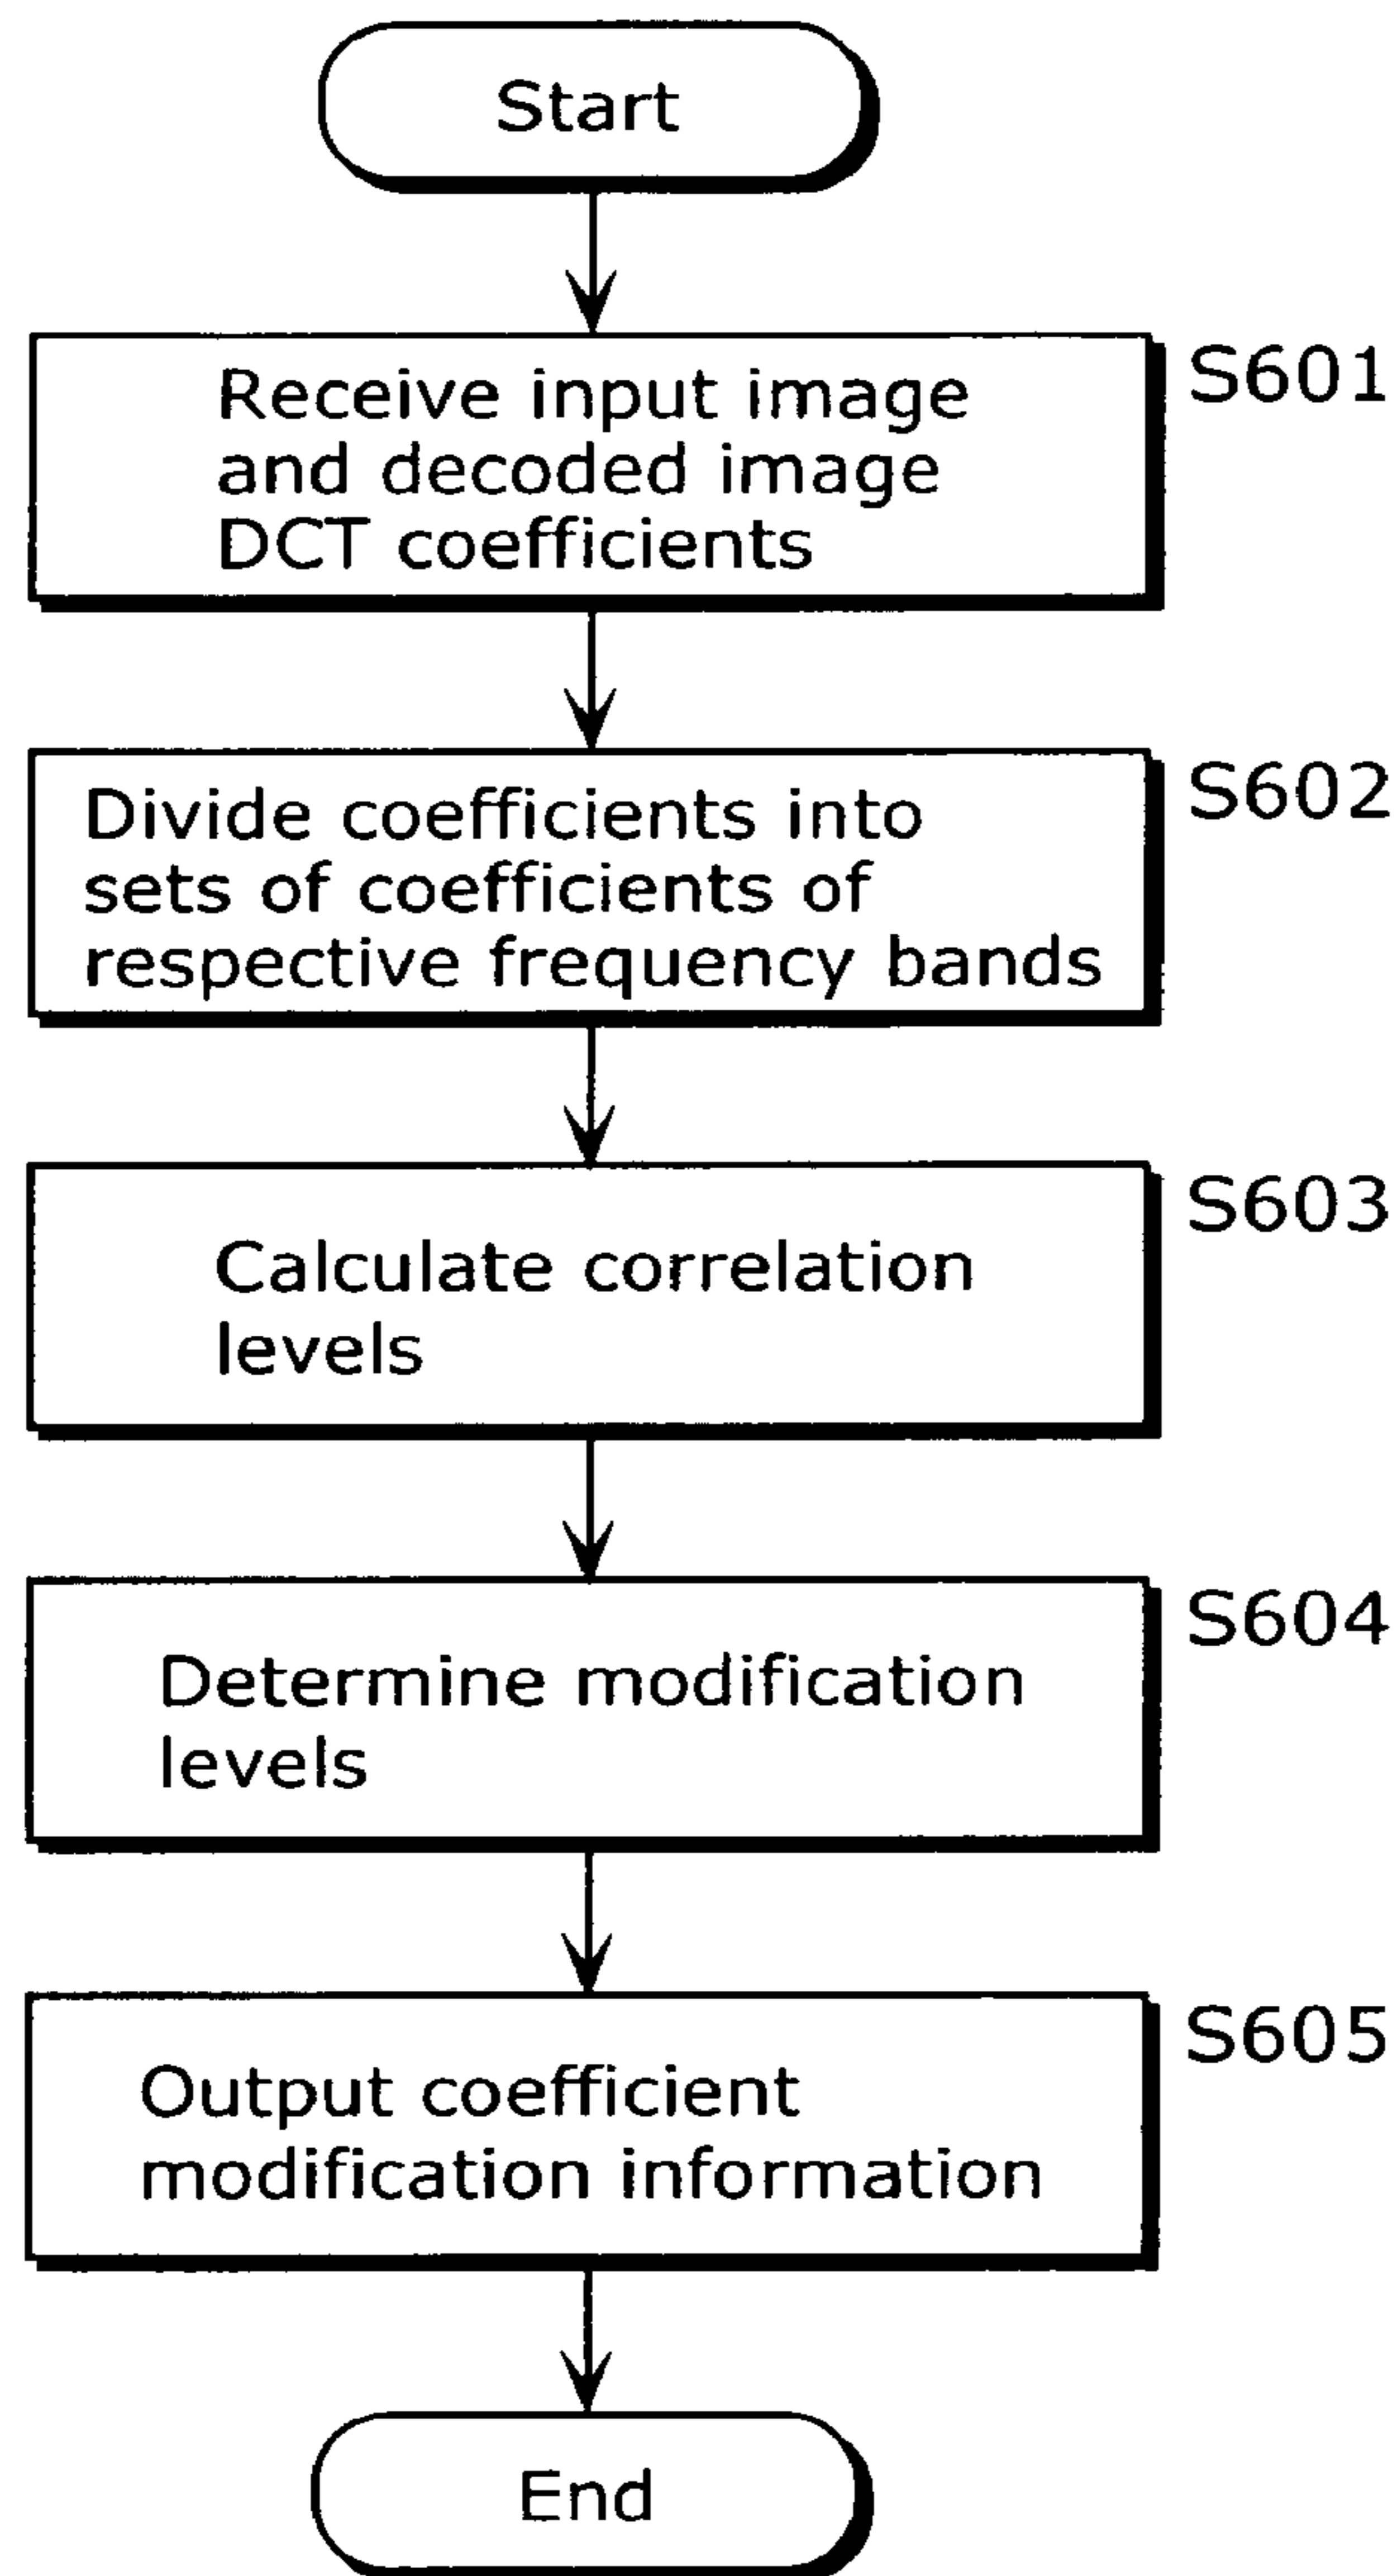 Start
Receive input image
and decoded image
DCT coefficients
S601
Divide coefficients into
sets of coefficients of
respective frequency bands
S602
Calculate correlation
levels
S603
Determine modification
levels
S604
Output coefficient
modification information
S605
End